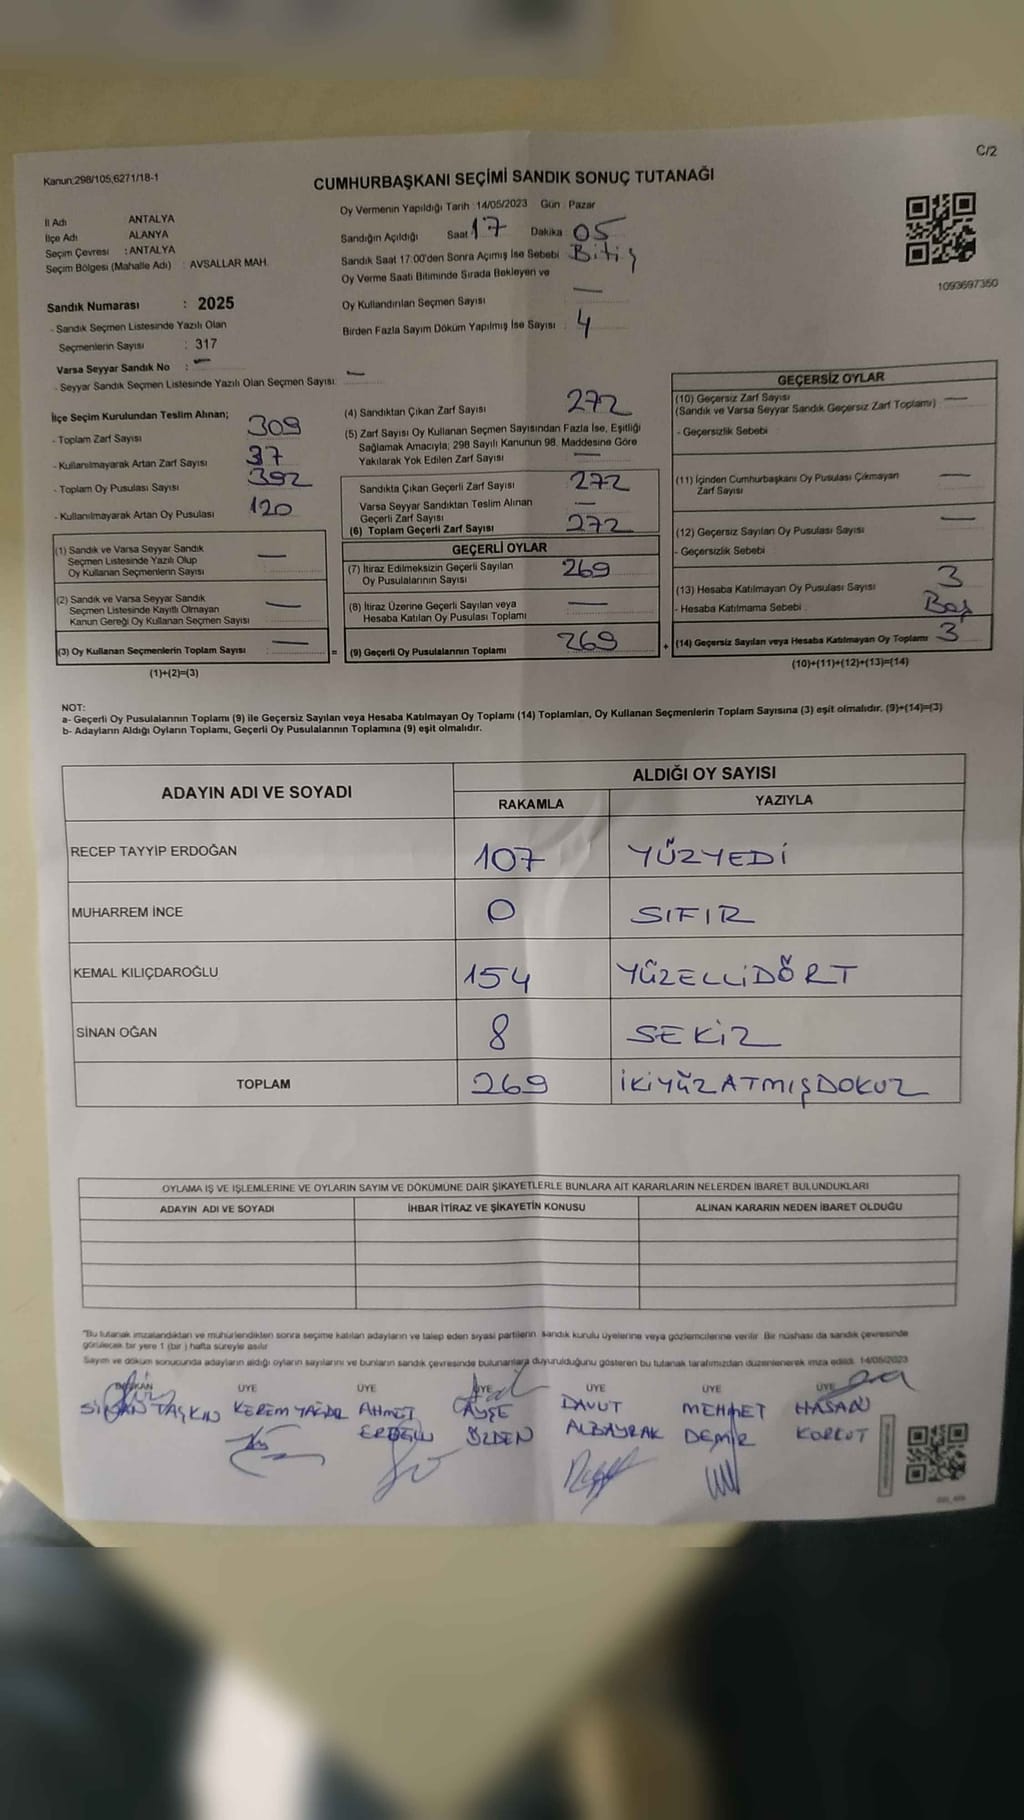 C/2
Kanun:298/105;6271/18-1
CUMHURBAŞKANI SEÇİMİ SANDIK SONUÇ TUTANAĞI
İl Adı ANTALYA
İlçe Adı ALANYA
Seçim Çevresi : ANTALYA
Seçim Bölgesi (Mahalle Adı) : AVSALLAR MAH.
Oy Vermenin Yapıldığı Tarih : 14/05/2023 Gün : Pazar
Sandığın Açıldığı Saat 17 Dakika 05
Sandık Saat 17:00'den Sonra Açımış İse Sebebi Bitiş
Oy Verme Saati Bitiminde Sırada Bekleyen ve
Oy Kullandırılan Seçmen Sayısı —
Birden Fazla Sayım Döküm Yapılmış İse Sayısı : 4
1093697350
Sandık Numarası : 2025
- Sandık Seçmen Listesinde Yazılı Olan
Seçmenlerin Sayısı : 317
Varsa Seyyar Sandık No : —
- Seyyar Sandık Seçmen Listesinde Yazılı Olan Seçmen Sayısı: —
İlçe Seçim Kurulundan Teslim Alınan;
- Toplam Zarf Sayısı 309
- Kullanılmayarak Artan Zarf Sayısı 37
- Toplam Oy Pusulası Sayısı 392
- Kullanılmayarak Artan Oy Pusulası 120
(1) Sandık ve Varsa Seyyar Sandık
Seçmen Listesinde Yazılı Olup
Oy Kullanan Seçmenlerin Sayısı —
(2) Sandık ve Varsa Seyyar Sandık
Seçmen Listesinde Kayıtlı Olmayan
Kanun Gereği Oy Kullanan Seçmen Sayısı —
(3) Oy Kullanan Seçmenlerin Toplam Sayısı : —
(1)+(2)=(3)
(4) Sandıktan Çıkan Zarf Sayısı 272
(5) Zarf Sayısı Oy Kullanan Seçmen Sayısından Fazla İse, Eşitliği
Sağlamak Amacıyla; 298 Sayılı Kanunun 98. Maddesine Göre
Yakılarak Yok Edilen Zarf Sayısı —
Sandıkta Çıkan Geçerli Zarf Sayısı 272
Varsa Seyyar Sandıktan Teslim Alınan
Geçerli Zarf Sayısı —
(6) Toplam Geçerli Zarf Sayısı 272
GEÇERLİ OYLAR
(7) İtiraz Edilmeksizin Geçerli Sayılan
Oy Pusulalarının Sayısı 269
(8) İtiraz Üzerine Geçerli Sayılan veya
Hesaba Katılan Oy Pusulası Toplamı —
= (9) Geçerli Oy Pusulalarının Toplamı 269
GEÇERSİZ OYLAR
(10) Geçersiz Zarf Sayısı
(Sandık ve Varsa Seyyar Sandık Geçersiz Zarf Toplamı) —
- Geçersizlik Sebebi
(11) İçinden Cumhurbaşkanı Oy Pusulası Çıkmayan
Zarf Sayısı —
(12) Geçersiz Sayılan Oy Pusulası Sayısı —
- Geçersizlik Sebebi
(13) Hesaba Katılmayan Oy Pusulası Sayısı 3
- Hesaba Katılmama Sebebi : Boş
+ (14) Geçersiz Sayılan veya Hesaba Katılmayan Oy Toplamı 3
(10)+(11)+(12)+(13)=(14)
NOT:
a- Geçerli Oy Pusulalarının Toplamı (9) ile Geçersiz Sayılan veya Hesaba Katılmayan Oy Toplamı (14) Toplamları, Oy Kullanan Seçmenlerin Toplam Sayısına (3) eşit olmalıdır. (9)+(14)=(3)
b- Adayların Aldığı Oyların Toplamı, Geçerli Oy Pusulalarının Toplamına (9) eşit olmalıdır.
ADAYIN ADI VE SOYADI ALDIĞI OY SAYISI
RAKAMLA YAZIYLA
RECEP TAYYİP ERDOĞAN 107 YÜZYEDİ
MUHARREM İNCE 0 SIFIR
KEMAL KILIÇDAROĞLU 154 YÜZELLİDÖRT
SİNAN OĞAN 8 SEKİZ
TOPLAM 269 İKİYÜZATMIŞDOKUZ
OYLAMA İŞ VE İŞLEMLERİNE VE OYLARIN SAYIM VE DÖKÜMÜNE DAİR ŞİKAYETLERLE BUNLARA AİT KARARLARIN NELERDEN İBARET BULUNDUKLARI
ADAYIN ADI VE SOYADI İHBAR İTİRAZ VE ŞİKAYETİN KONUSU ALINAN KARARIN NEDEN İBARET OLDUĞU
"Bu tutanak imzalandıktan ve mühürlendikten sonra seçime katılan adayların ve talep eden siyasi partilerin sandık kurulu üyelerine veya gözlemcilerine verilir. Bir nüshası da sandık çevresinde
görülecek bir yere 1 (bir ) hafta süreyle asılır
Sayım ve döküm sonucunda adayların aldığı oyların sayılarını ve bunların sandık çevresinde bulunanlara duyurulduğunu gösteren bu tutanak tarafımızdan düzenlenerek imza edildi. 14/05/2023
BAŞKAN ÜYE ÜYE ÜYE ÜYE ÜYE ÜYE
SİNAN TAŞKIN KEREM AHMET AYŞE DAVUT MEHMET HASAN
ÖZDEN ALBAYRAK DEMİR KORKUT